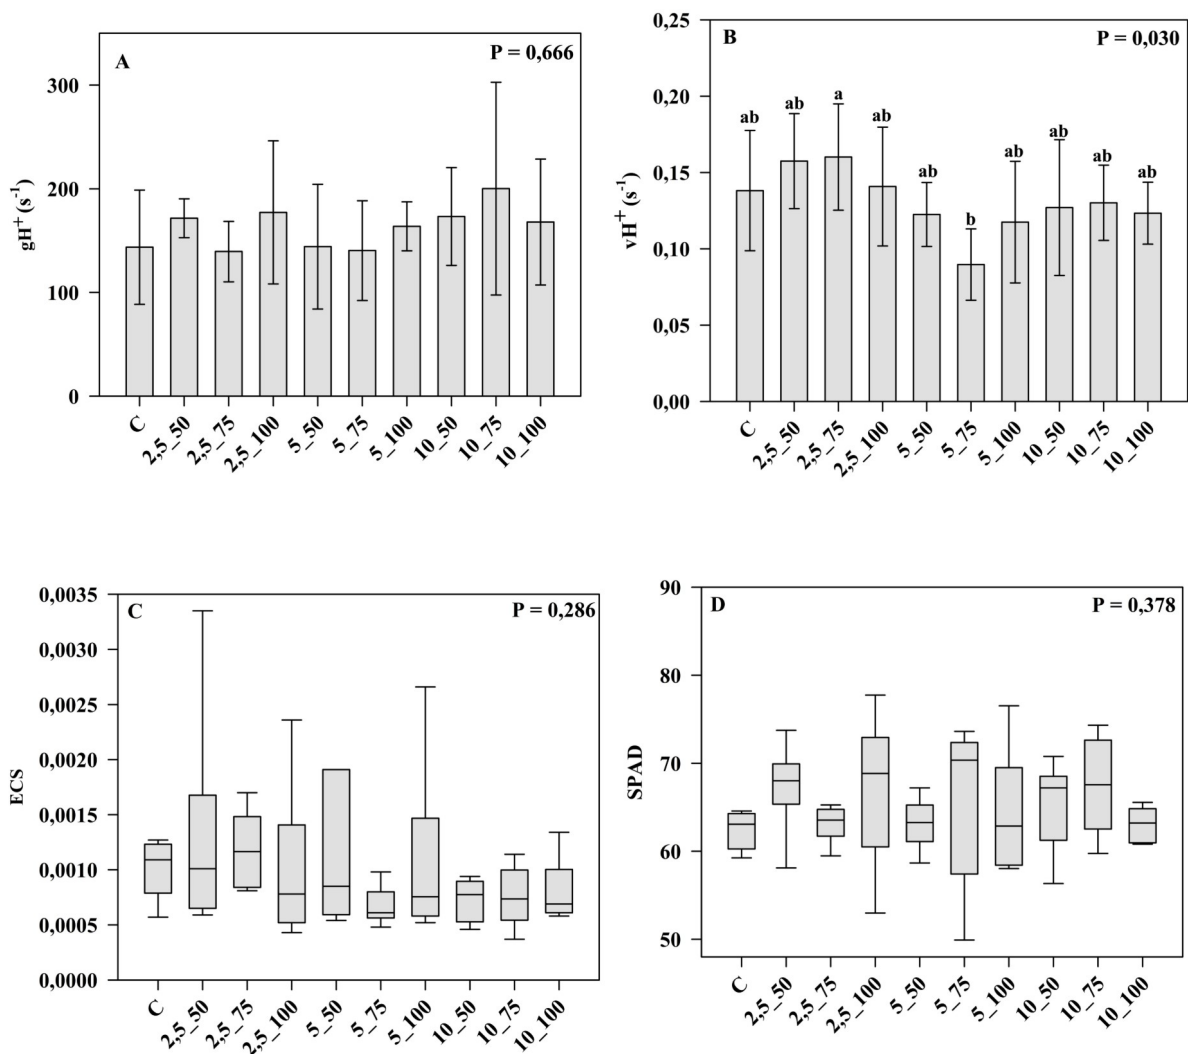 A
P = 0,666
gH+ (s-1)
300
200
100
0
C
2,5_50
2,5_75
2,5_100
5_50
5_75
5_100
10_50
10_75
10_100
B
P = 0,030
vH+ (s-1)
0,25
0,20
0,15
0,10
0,05
0,00
ab
ab
a
ab
ab
b
ab
ab
ab
ab
C
2,5_50
2,5_75
2,5_100
5_50
5_75
5_100
10_50
10_75
10_100
C
P = 0,286
ECS
0,0035
0,0030
0,0025
0,0020
0,0015
0,0010
0,0005
0,0000
C
2,5_50
2,5_75
2,5_100
5_50
5_75
5_100
10_50
10_75
10_100
D
P = 0,378
SPAD
90
80
70
60
50
C
2,5_50
2,5_75
2,5_100
5_50
5_75
5_100
10_50
10_75
10_100